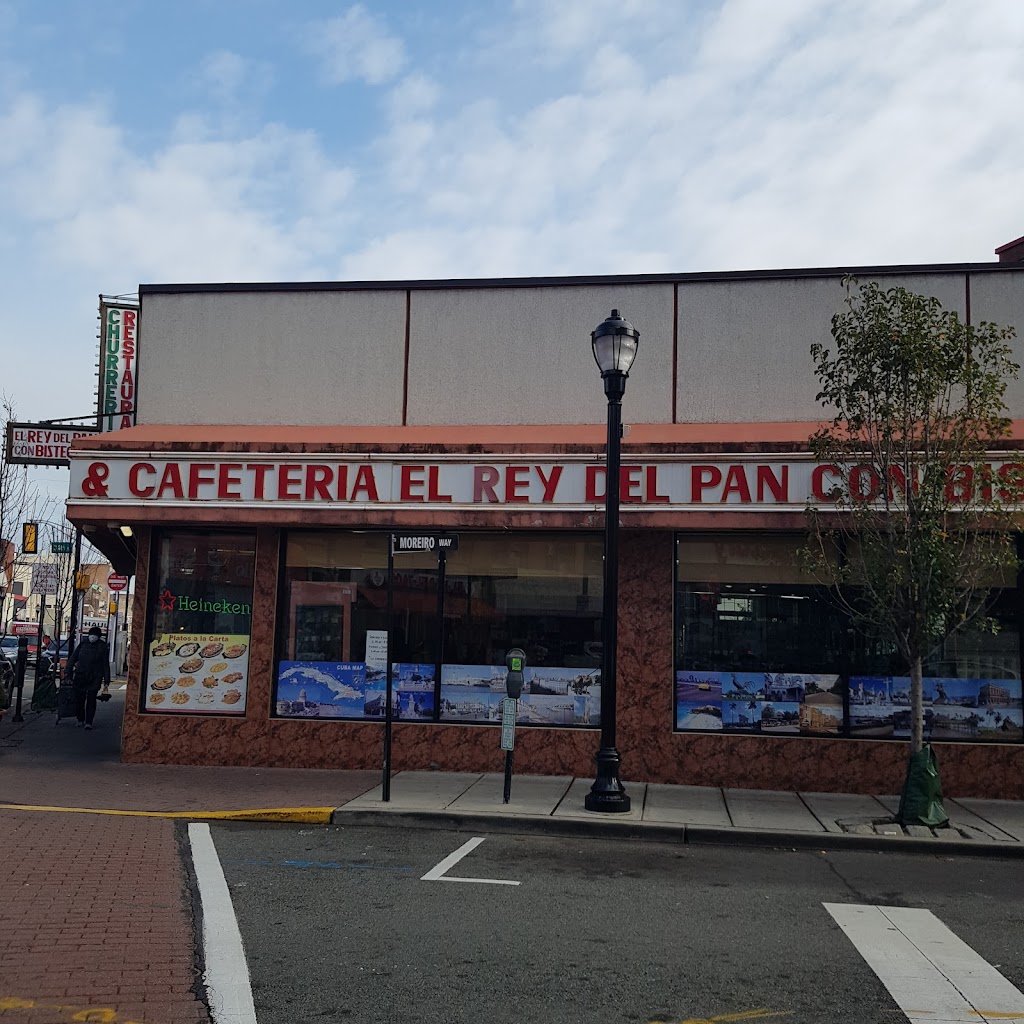 CHURRERI
RESTAURA
EL REY DEL PAN
CON BISTEC
& CAFETERIA EL REY DEL PAN CON BIS
MOREIRO WAY
Heineken
Platos a la Carta
CUBA MAP